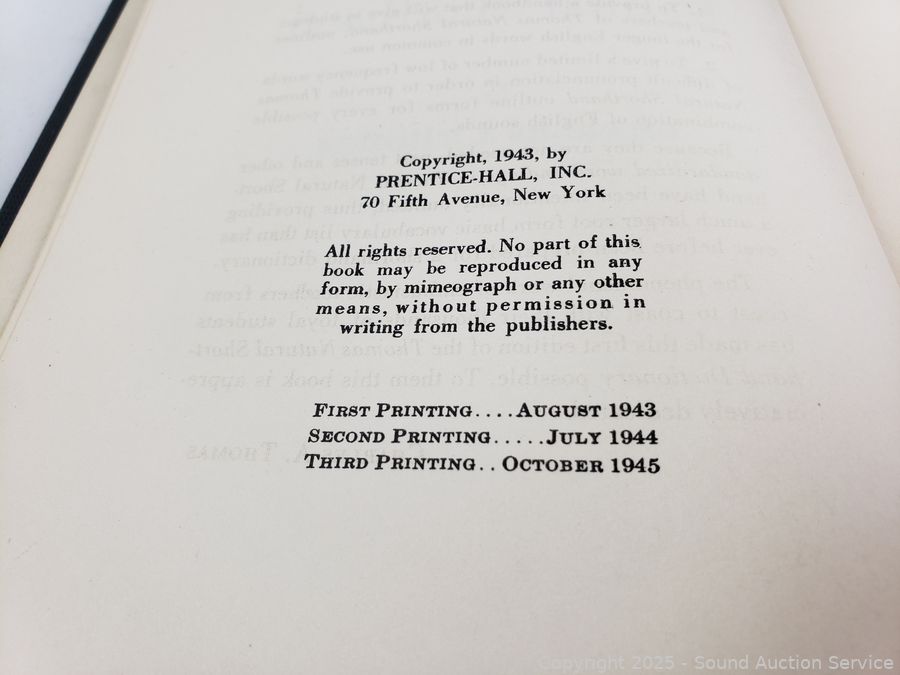 Copyright, 1943, by
PRENTICE-HALL, INC.
70 Fifth Avenue, New York
All rights reserved. No part of this
book may be reproduced in any
form, by mimeograph or any other
means, without permission in
writing from the publishers.
FIRST PRINTING....AUGUST 1943
SECOND PRINTING.....JULY 1944
THIRD PRINTING..OCTOBER 1945
Copyright 2025 - Sound Auction Service